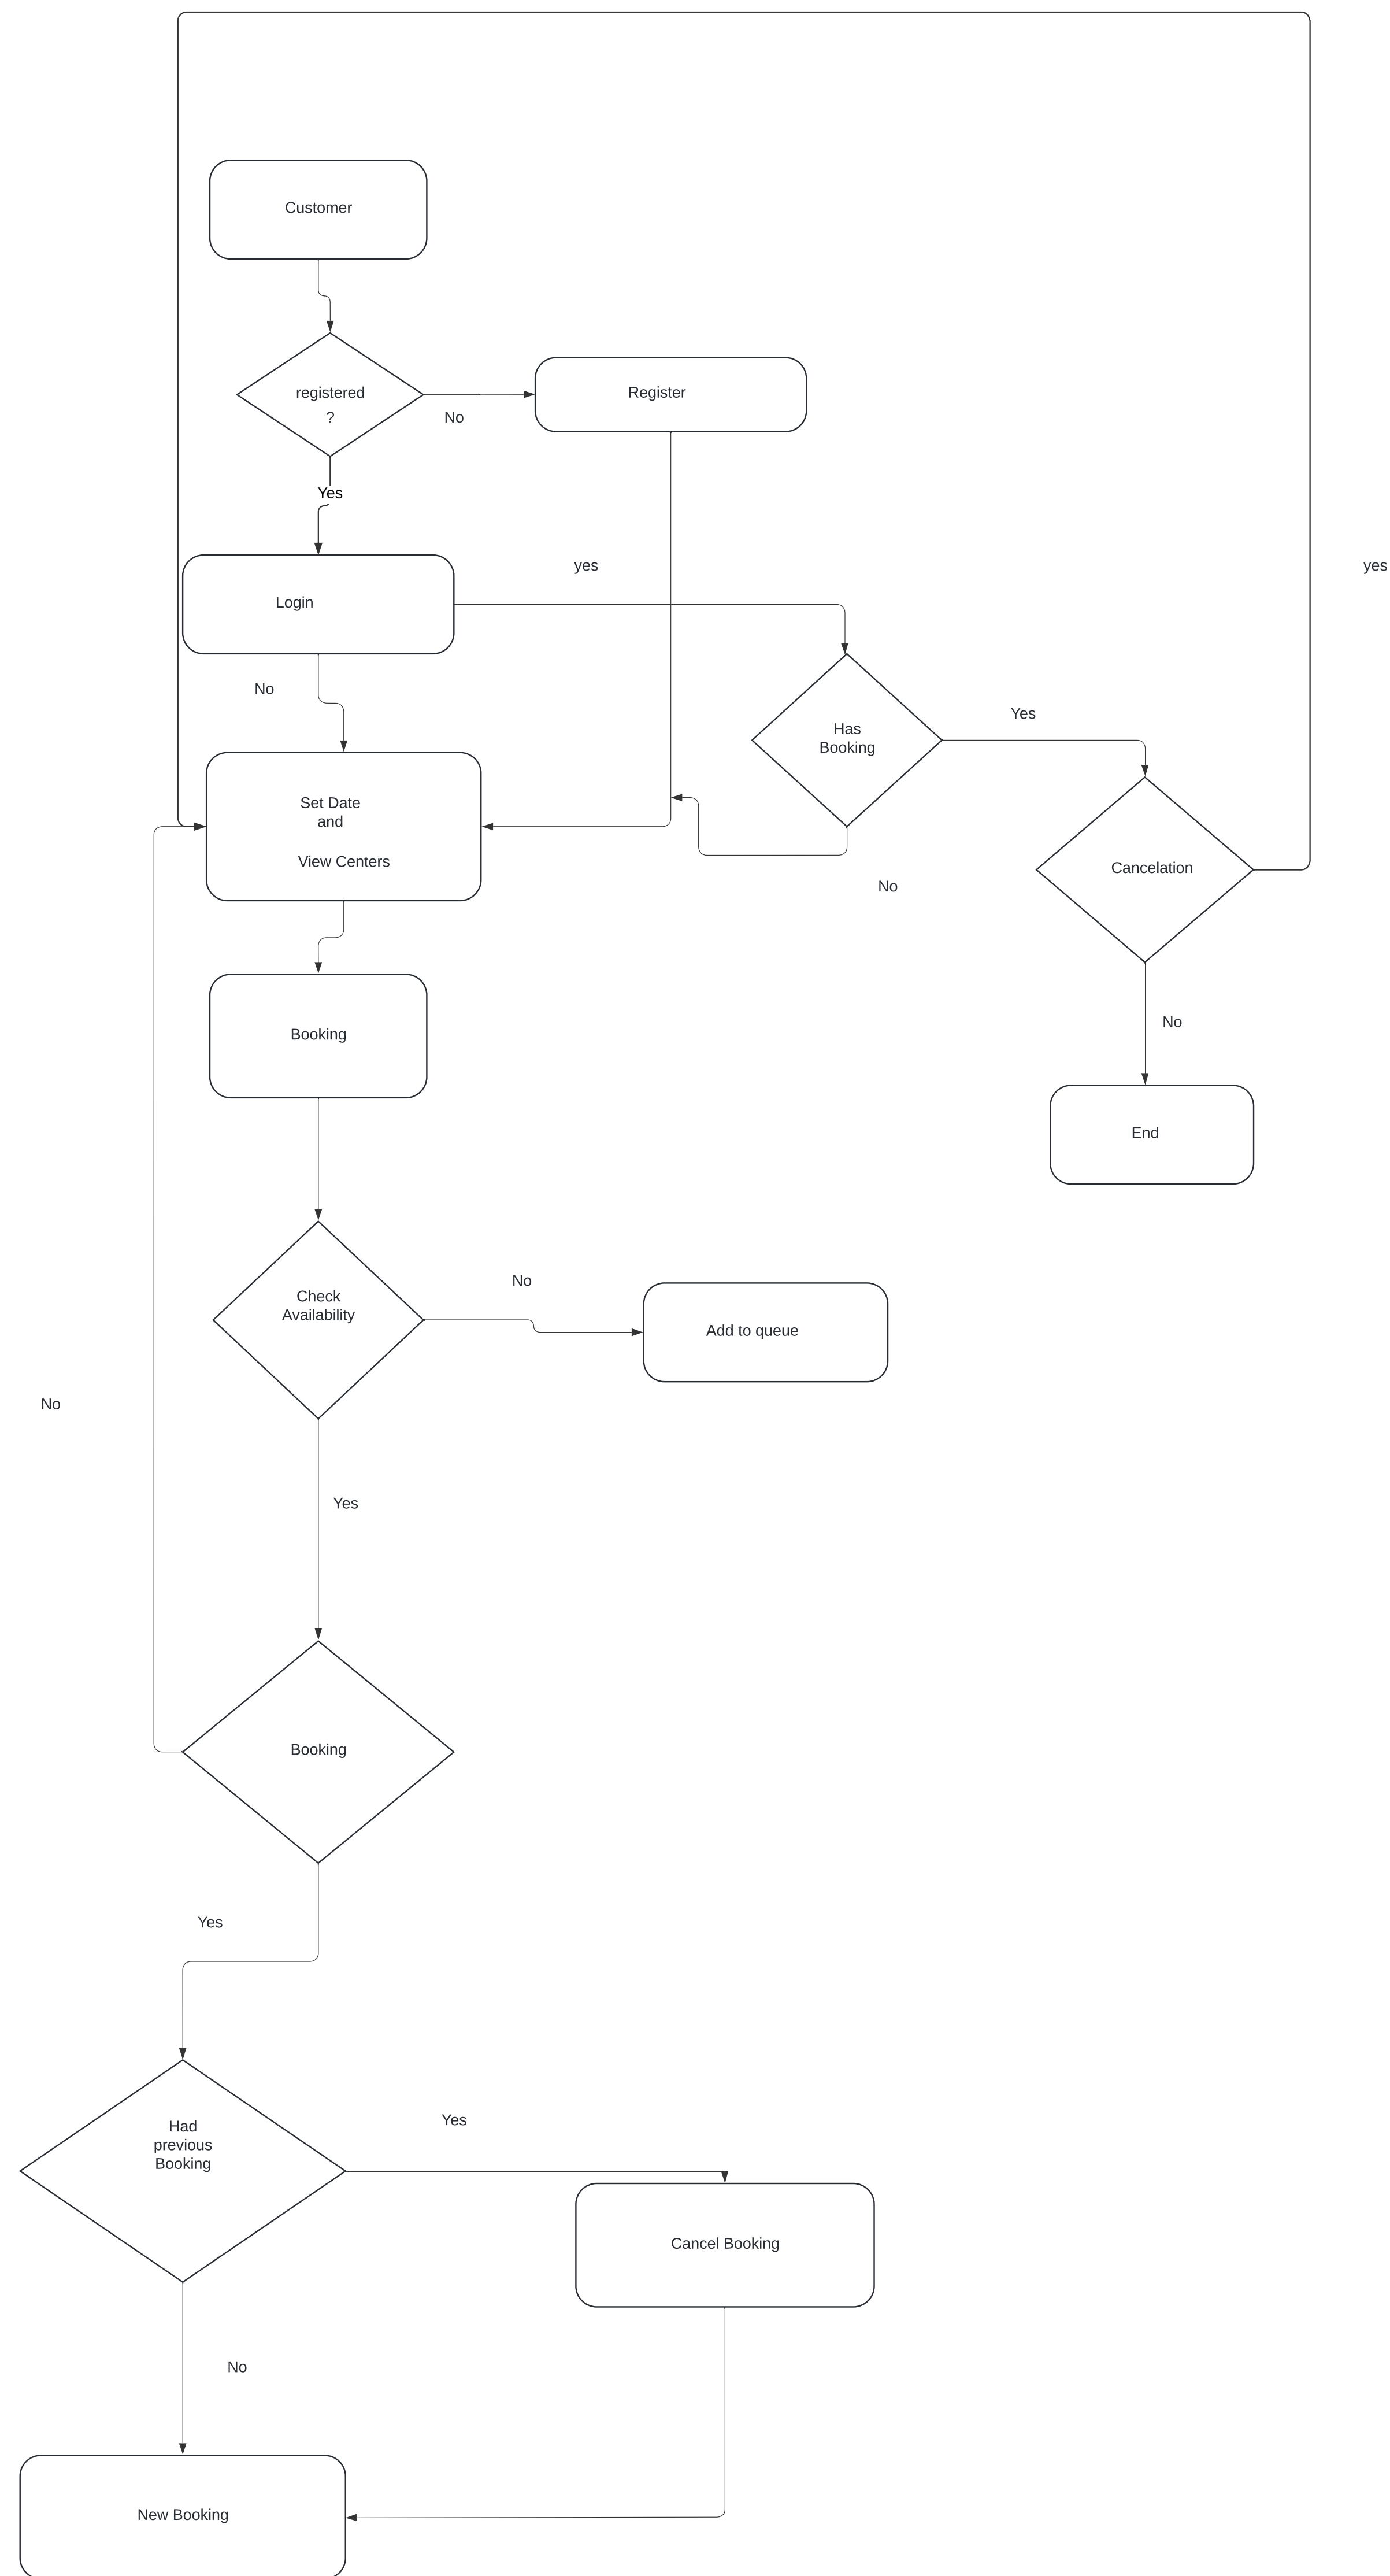 Customer
registered
?
No
Register
Yes
yes
yes
Login
No
Has
Booking
Yes
Set Date
and
View Centers
Cancelation
No
Booking
No
End
Check
Availability
No
Add to queue
No
Yes
Booking
Yes
Had
previous
Booking
Yes
Cancel Booking
No
New Booking